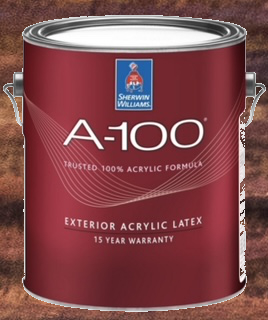 SHERWIN
WILLIAMS.
A-100®
TRUSTED 100% ACRYLIC FORMULA
EXTERIOR ACRYLIC LATEX
15 YEAR WARRANTY